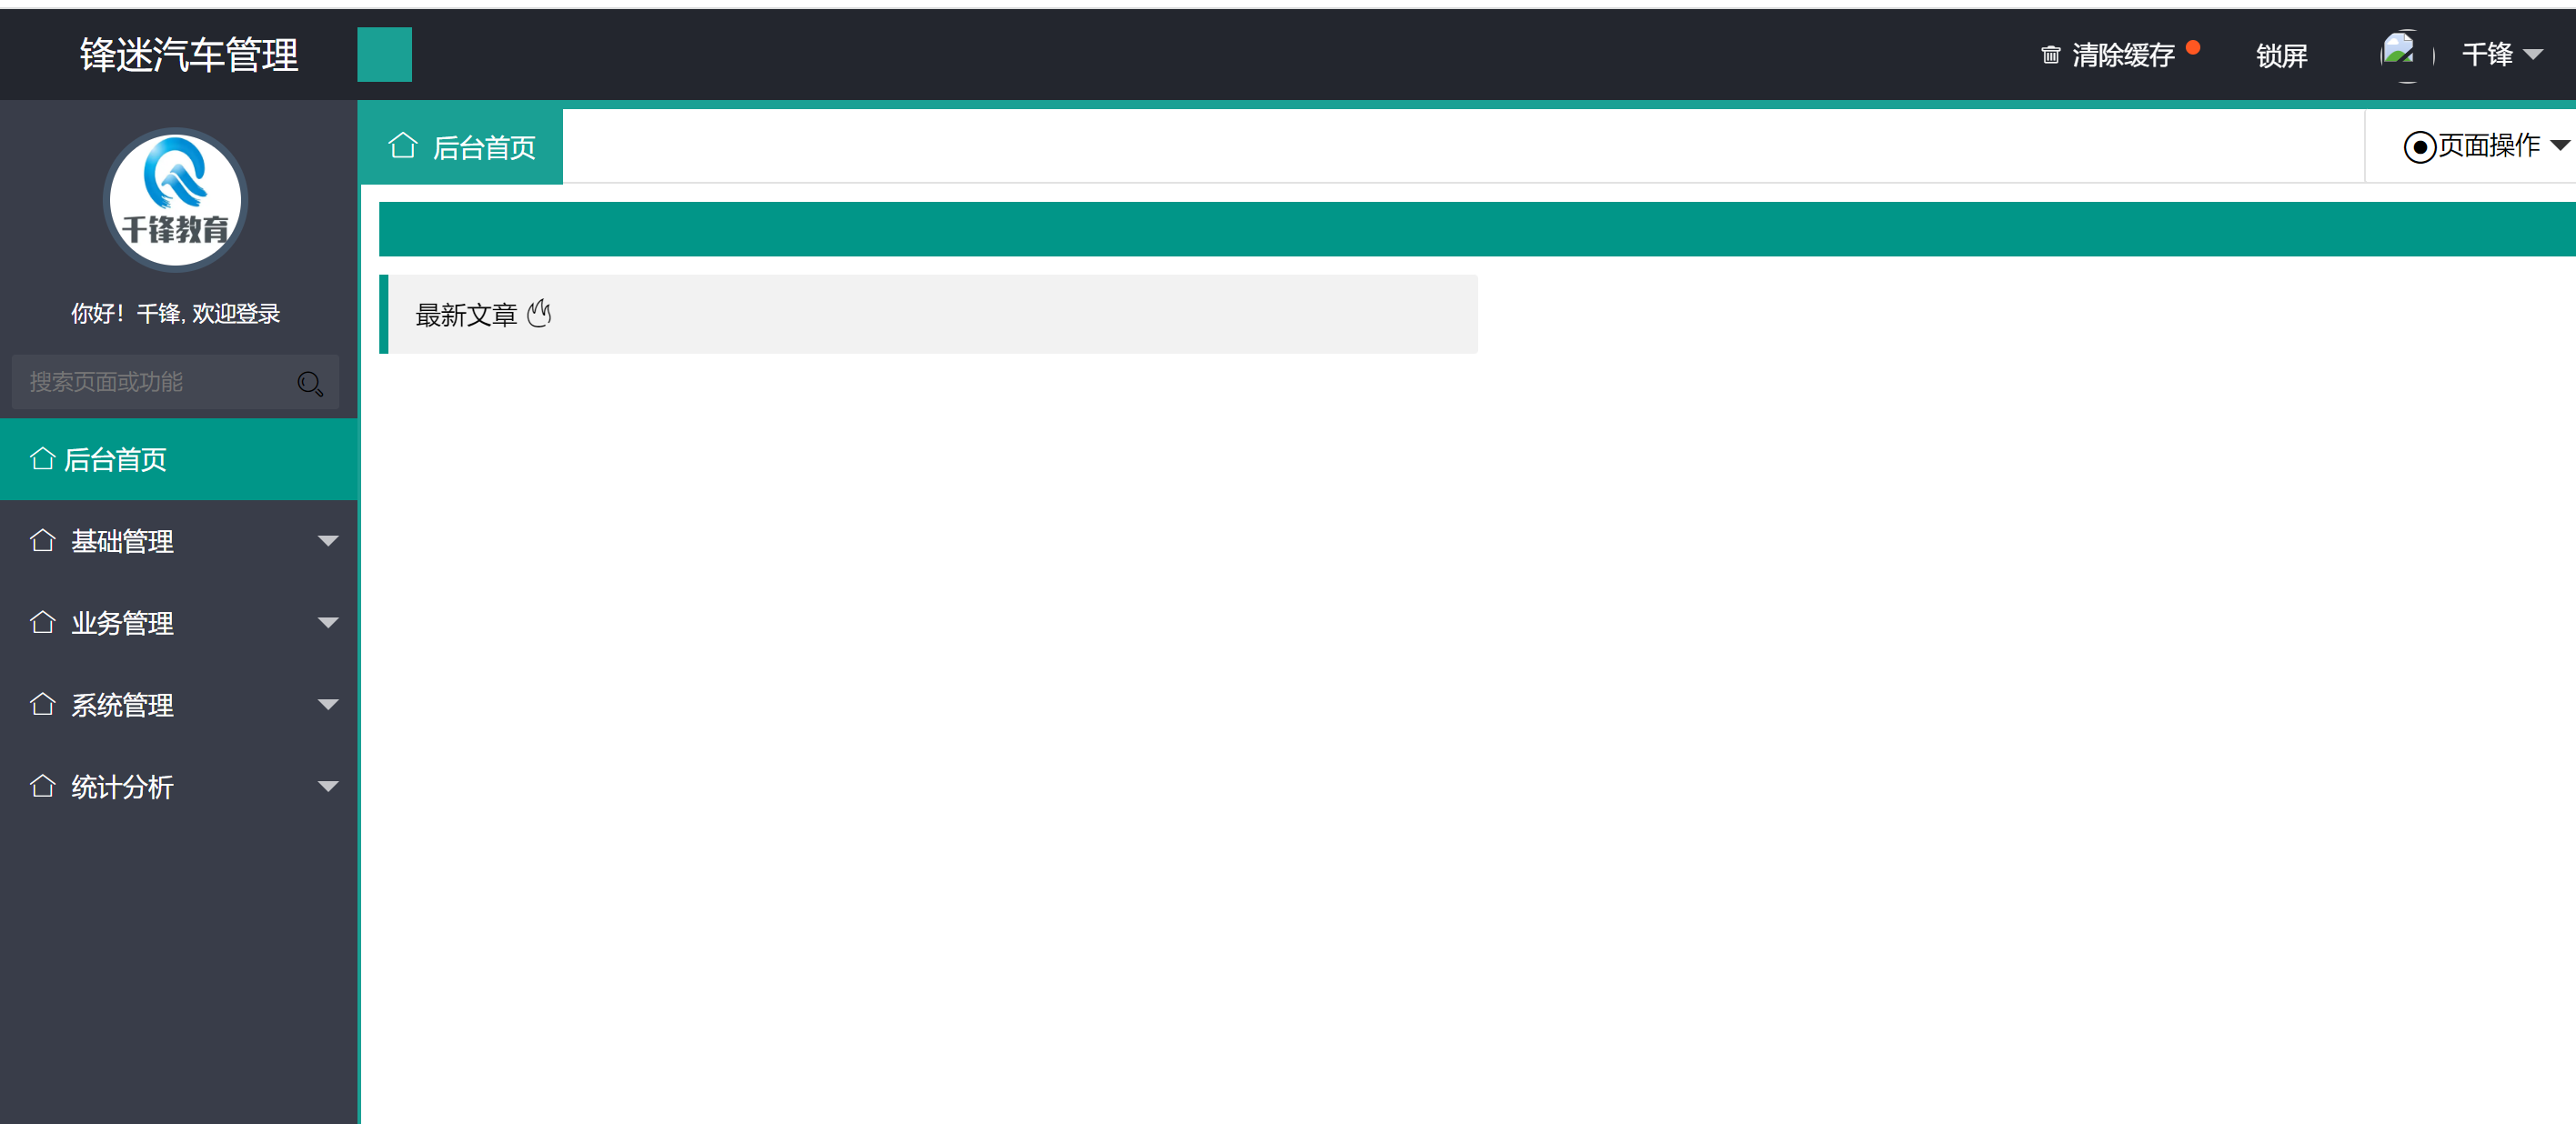 锋迷汽车管理
清除缓存
锁屏
千锋
千锋教育
你好！千锋, 欢迎登录
搜索页面或功能
后台首页
基础管理
业务管理
系统管理
统计分析
后台首页
页面操作
最新文章